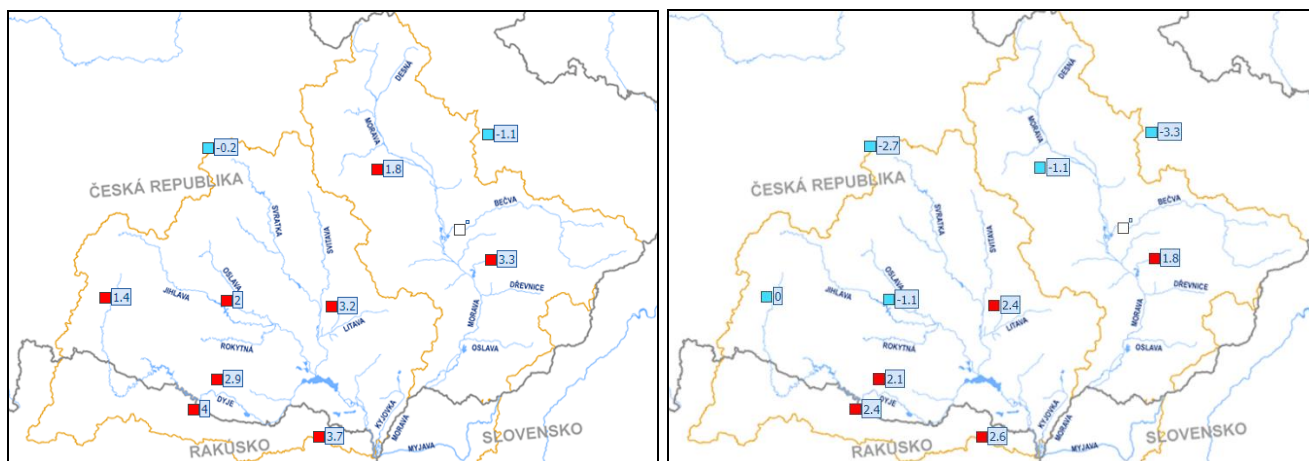 DESNÁ
MORAVA
-1.1
-0.2
1.8
ČESKÁ REPUBLIKA
SVRATKA
SVITAVA
BEČVA
3.3
OSLAVA
JIHLAVA
1.4
2
3.2
LITAVA
DŘEVNICE
MORAVA
ROKYTNÁ
OSLAVA
2.9
DYJE
4
3.7
KYJOVKA
MORAVA
RAKÚSKO
SLOVENSKO
MYJAVA
DESNÁ
MORAVA
-3.3
-2.7
-1.1
ČESKÁ REPUBLIKA
SVRATKA
SVITAVA
BEČVA
1.8
OSLAVA
JIHLAVA
0
-1.1
2.4
LITAVA
DŘEVNICE
MORAVA
ROKYTNÁ
OSLAVA
2.1
DYJE
2.4
2.6
KYJOVKA
MORAVA
RAKÚSKO
SLOVENSKO
MYJAVA